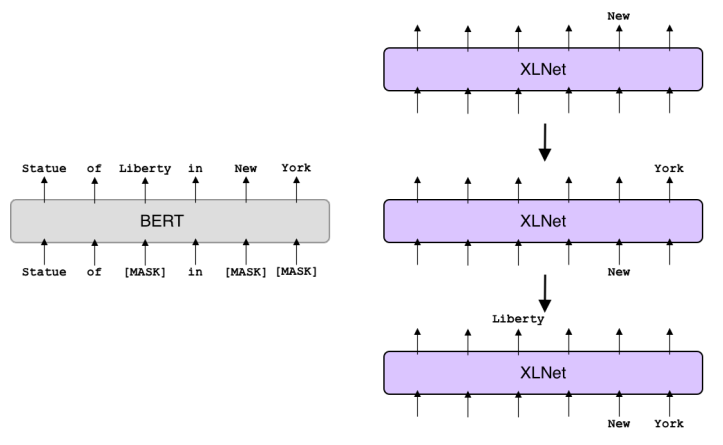 Statue of Liberty in New York
BERT
Statue of [MASK] in [MASK] [MASK]
New
XLNet
York
XLNet
New
Liberty
XLNet
New York